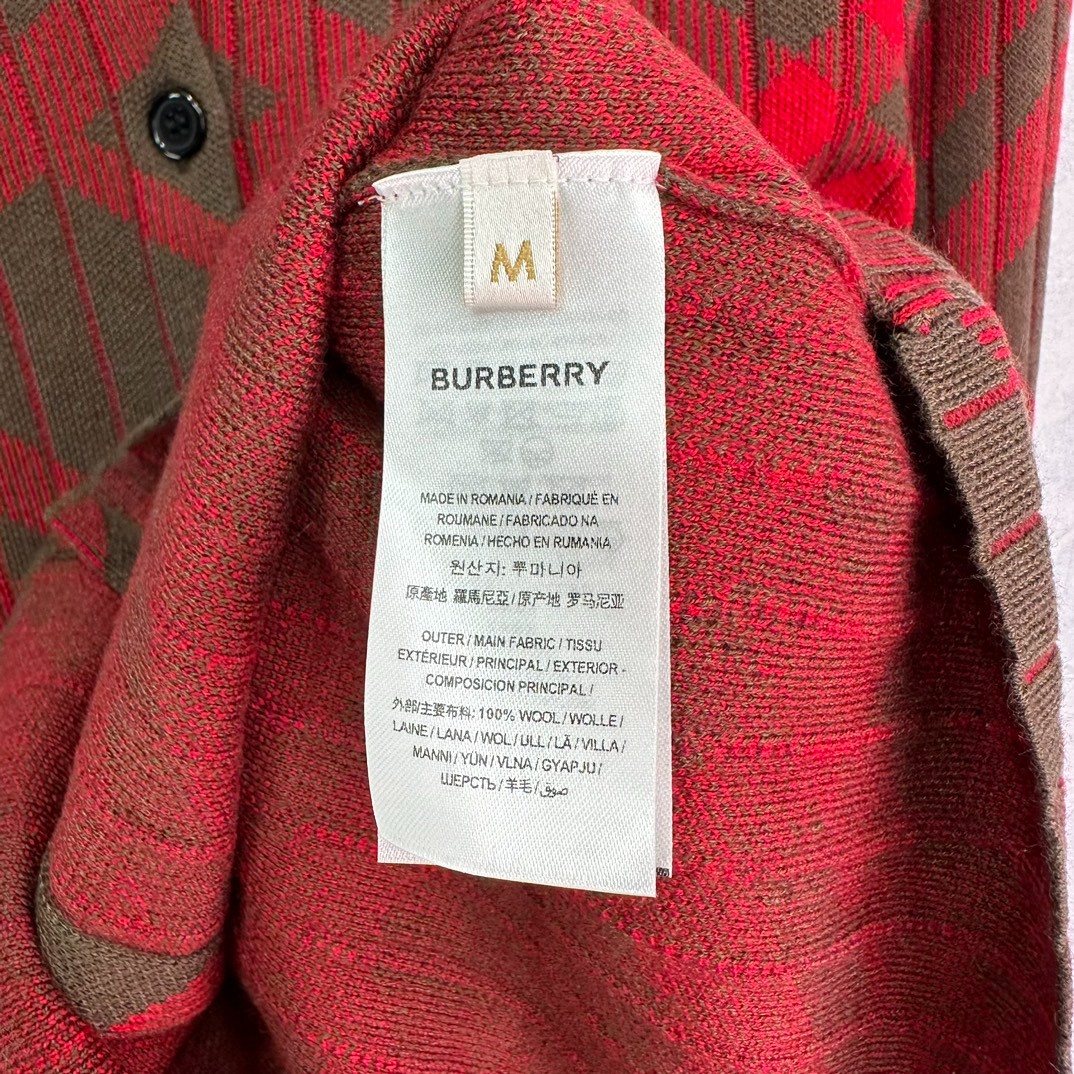 M
BURBERRY
MADE IN ROMANIA / FABRIQUÉ EN
ROUMANE / FABRICADO NA
ROMENIA / HECHO EN RUMANIA
원산지: 뿌마니아
原產地 羅馬尼亞 / 原产地 罗马尼亚
OUTER / MAIN FABRIC / TISSU
EXTÉRIEUR / PRINCIPAL / EXTERIOR -
COMPOSICION PRINCIPAL /
外部/主要布料: 100% WOOL / WOLLE /
LAINE / LANA / WOL / ULL / LÃ / VILLA /
MANNI / YÜN / VLNA / GYAPJU /
ШЕРСТЬ / 羊毛 / صوف